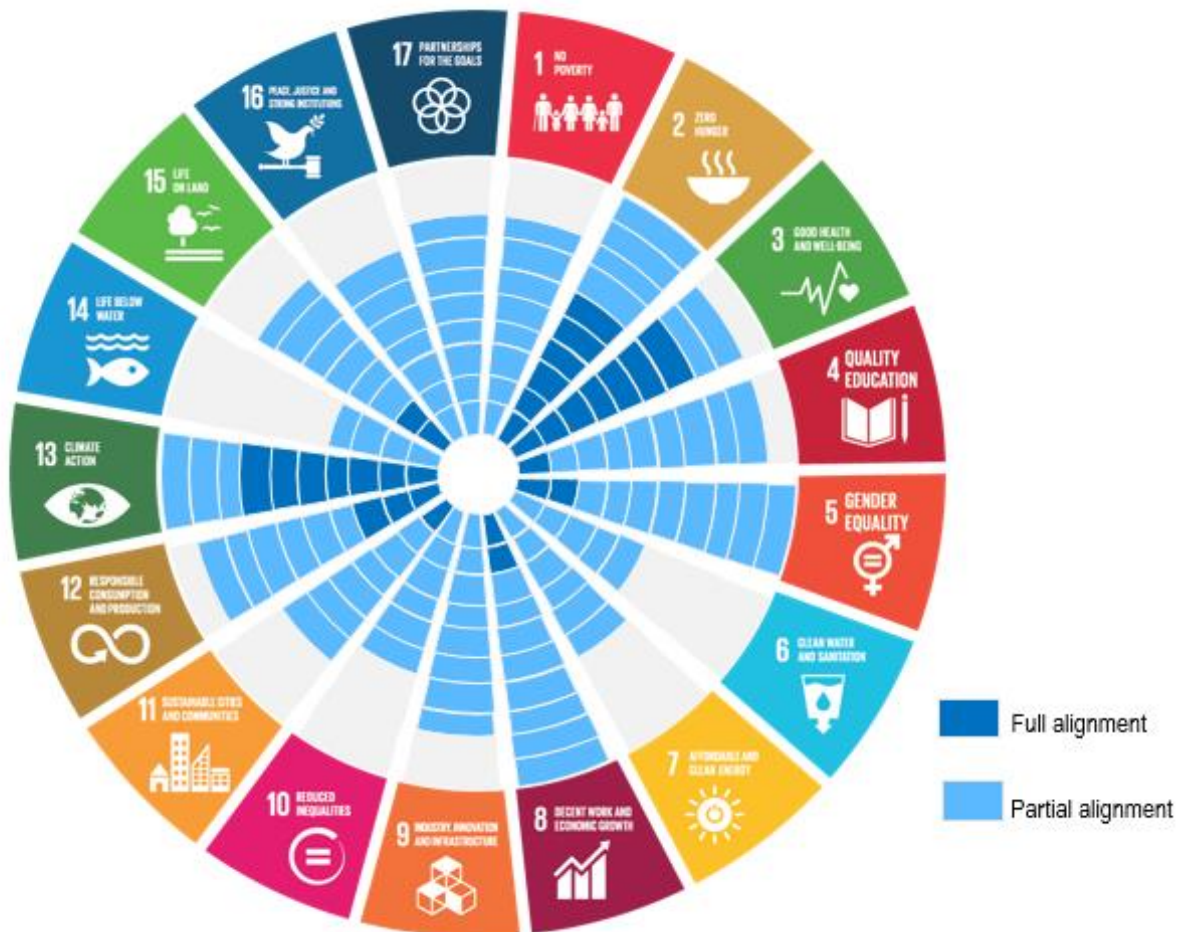 1 NO
POVERTY
2 ZERO
HUNGER
3 GOOD HEALTH
AND WELL-BEING
4 QUALITY
EDUCATION
5 GENDER
EQUALITY
6 CLEAN WATER
AND SANITATION
7 AFFORDABLE AND
CLEAN ENERGY
8 DECENT WORK AND
ECONOMIC GROWTH
9 INDUSTRY, INNOVATION
AND INFRASTRUCTURE
10 REDUCED
INEQUALITIES
11 SUSTAINABLE CITIES
AND COMMUNITIES
12 RESPONSIBLE
CONSUMPTION
AND PRODUCTION
13 CLIMATE
ACTION
14 LIFE BELOW
WATER
15 LIFE
ON LAND
16 PEACE, JUSTICE AND
STRONG INSTITUTIONS
17 PARTNERSHIPS
FOR THE GOALS
Full alignment
Partial alignment